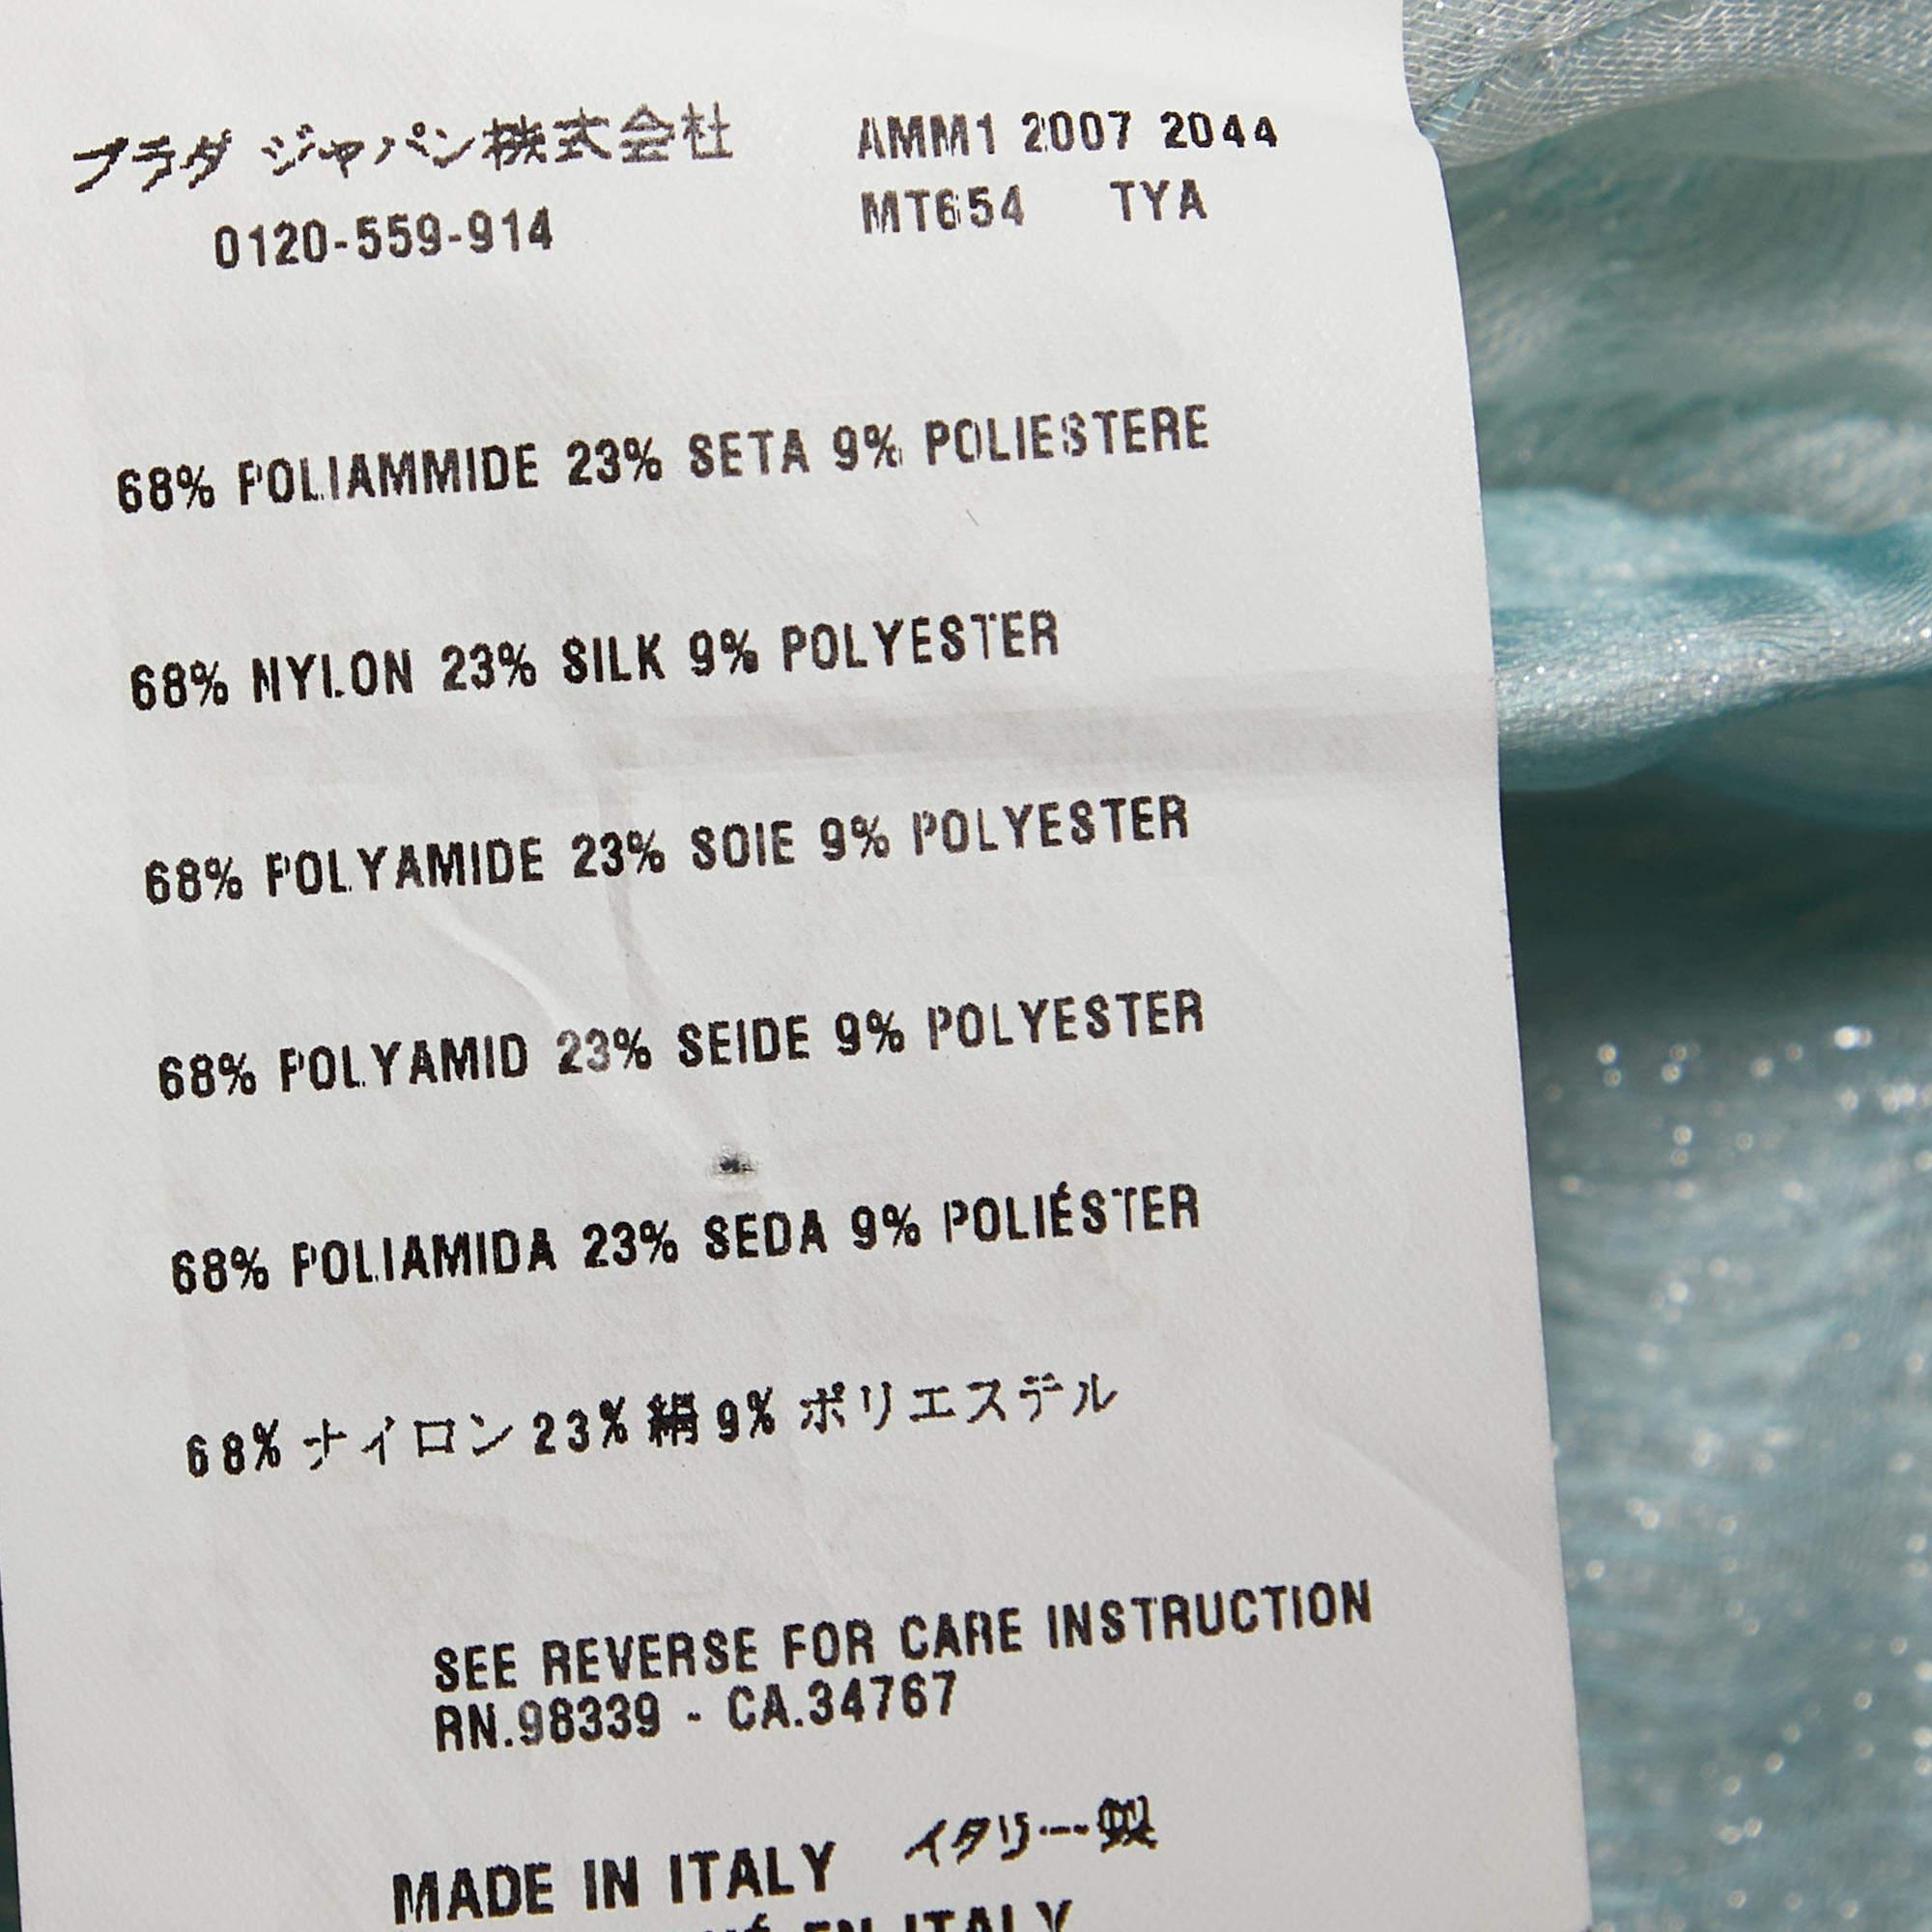 プラダ ジャパン株式会社 AMM1 2007 2044
0120-559-914 MT654 TYA
68% POLIAMMIDE 23% SETA 9% POLIESTERE
68% NYLON 23% SILK 9% POLYESTER
68% POLYAMIDE 23% SOIE 9% POLYESTER
68% POLYAMID 23% SEIDE 9% POLYESTER
68% POLIAMIDA 23% SEDA 9% POLIÉSTER
68% ナイロン 23% 絹 9% ポリエステル
SEE REVERSE FOR CARE INSTRUCTION
RN.98339 - CA.34767
MADE IN ITALY イタリー製
EN ITALY